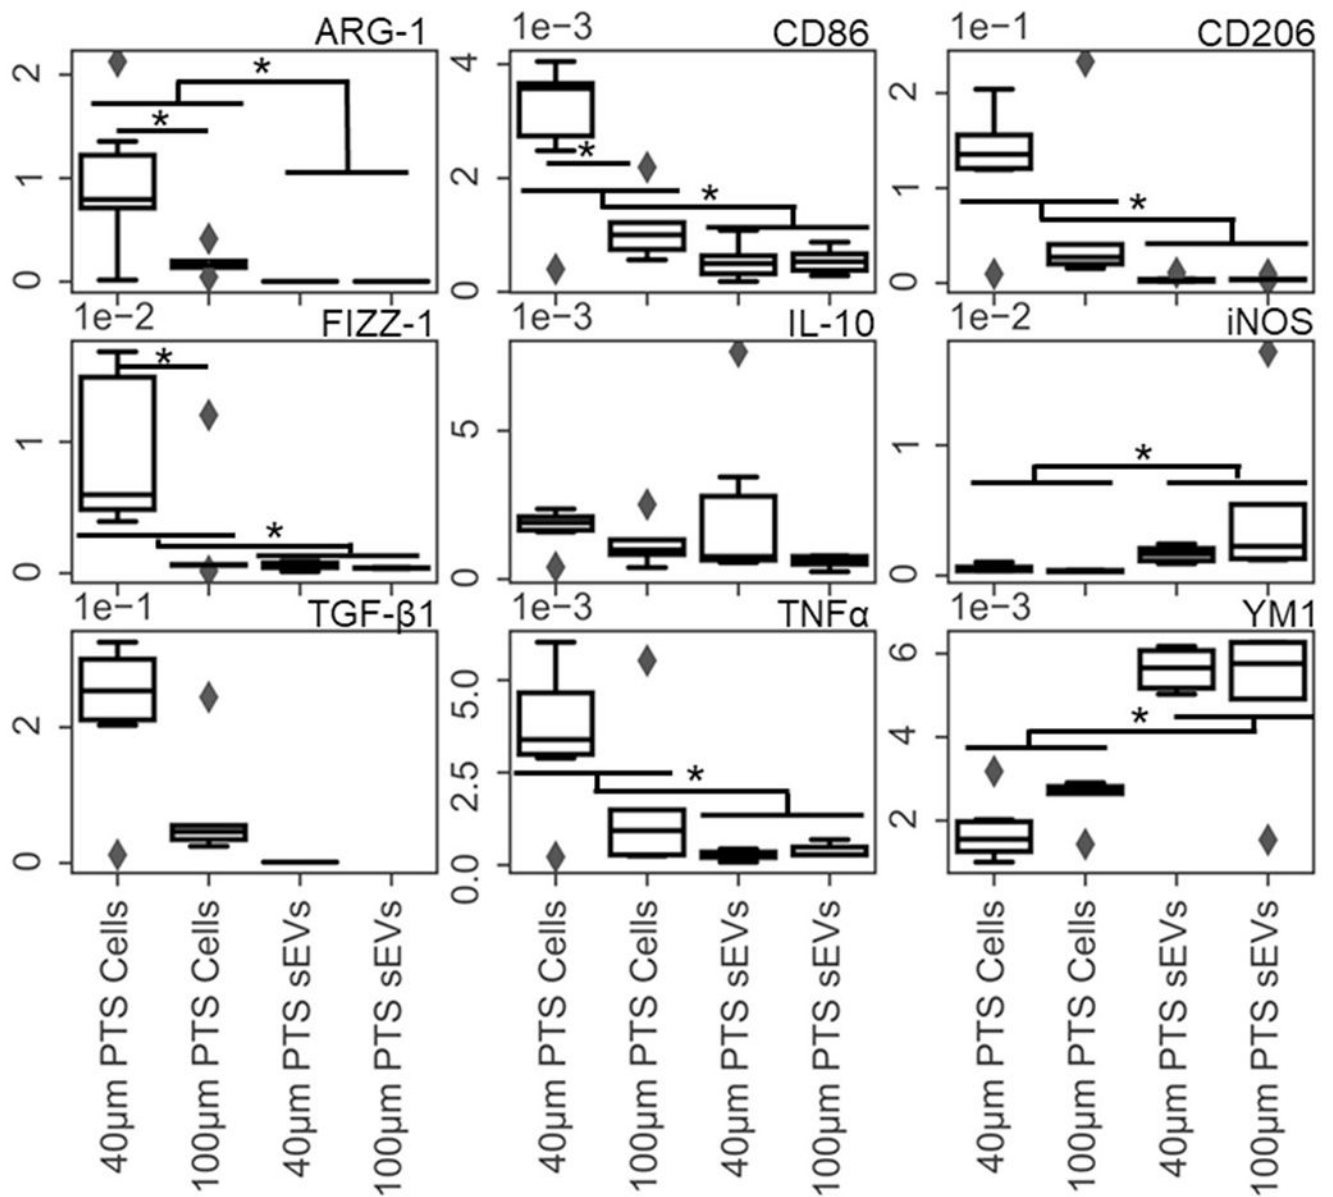 ARG-1
2
1
0
*
*
1e−3
CD86
4
2
0
*
*
1e−1
CD206
2
1
0
*
1e−2
FIZZ-1
1
0
*
*
1e−3
IL-10
5
0
1e−2
iNOS
1
0
*
1e−1
TGF-β1
2
0
1e−3
TNFα
5.0
2.5
0.0
*
1e−3
YM1
6
4
2
*
40µm PTS Cells
100µm PTS Cells
40µm PTS sEVs
100µm PTS sEVs
40µm PTS Cells
100µm PTS Cells
40µm PTS sEVs
100µm PTS sEVs
40µm PTS Cells
100µm PTS Cells
40µm PTS sEVs
100µm PTS sEVs